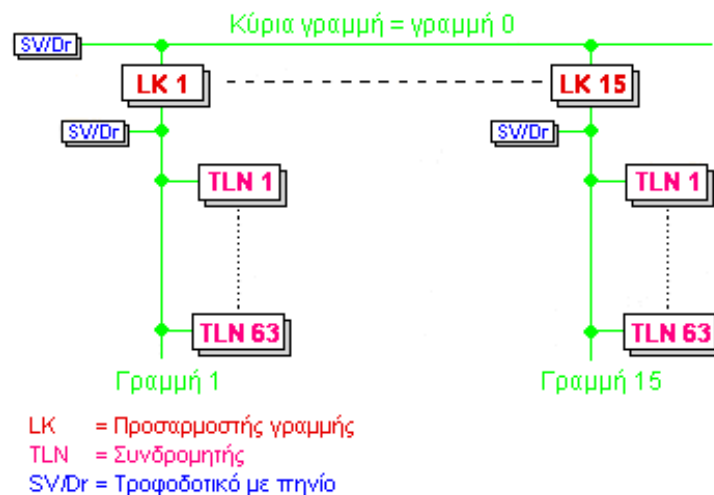 Κύρια γραμμή = γραμμή 0
SV/Dr
LK 1
LK 15
SV/Dr
SV/Dr
TLN 1
TLN 1
TLN 63
TLN 63
Γραμμή 1
Γραμμή 15
LK = Προσαρμοστής γραμμής
TLN = Συνδρομητής
SV/Dr = Τροφοδοτικό με πηνίο